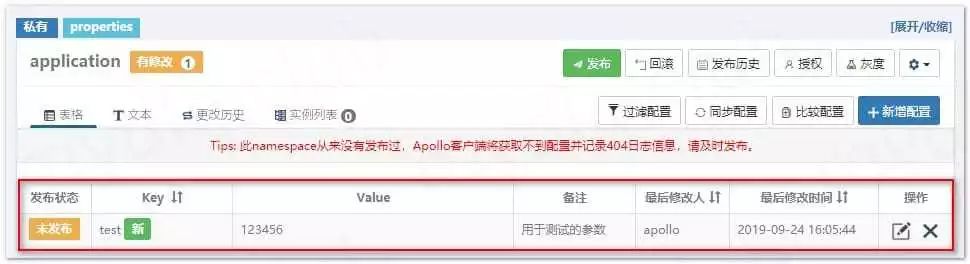 私有 properties [展开/收缩]
application 有修改 1 发布 回滚 发布历史 授权 灰度
表格 文本 更改历史 实例列表 0 过滤配置 同步配置 比较配置 新增配置
Tips: 此namespace从来没有发布过，Apollo客户端将获取不到配置并记录404日志信息，请及时发布。
发布状态 Key Value 备注 最后修改人 最后修改时间 操作
未发布 test 新 123456 用于测试的参数 apollo 2019-09-24 16:05:44